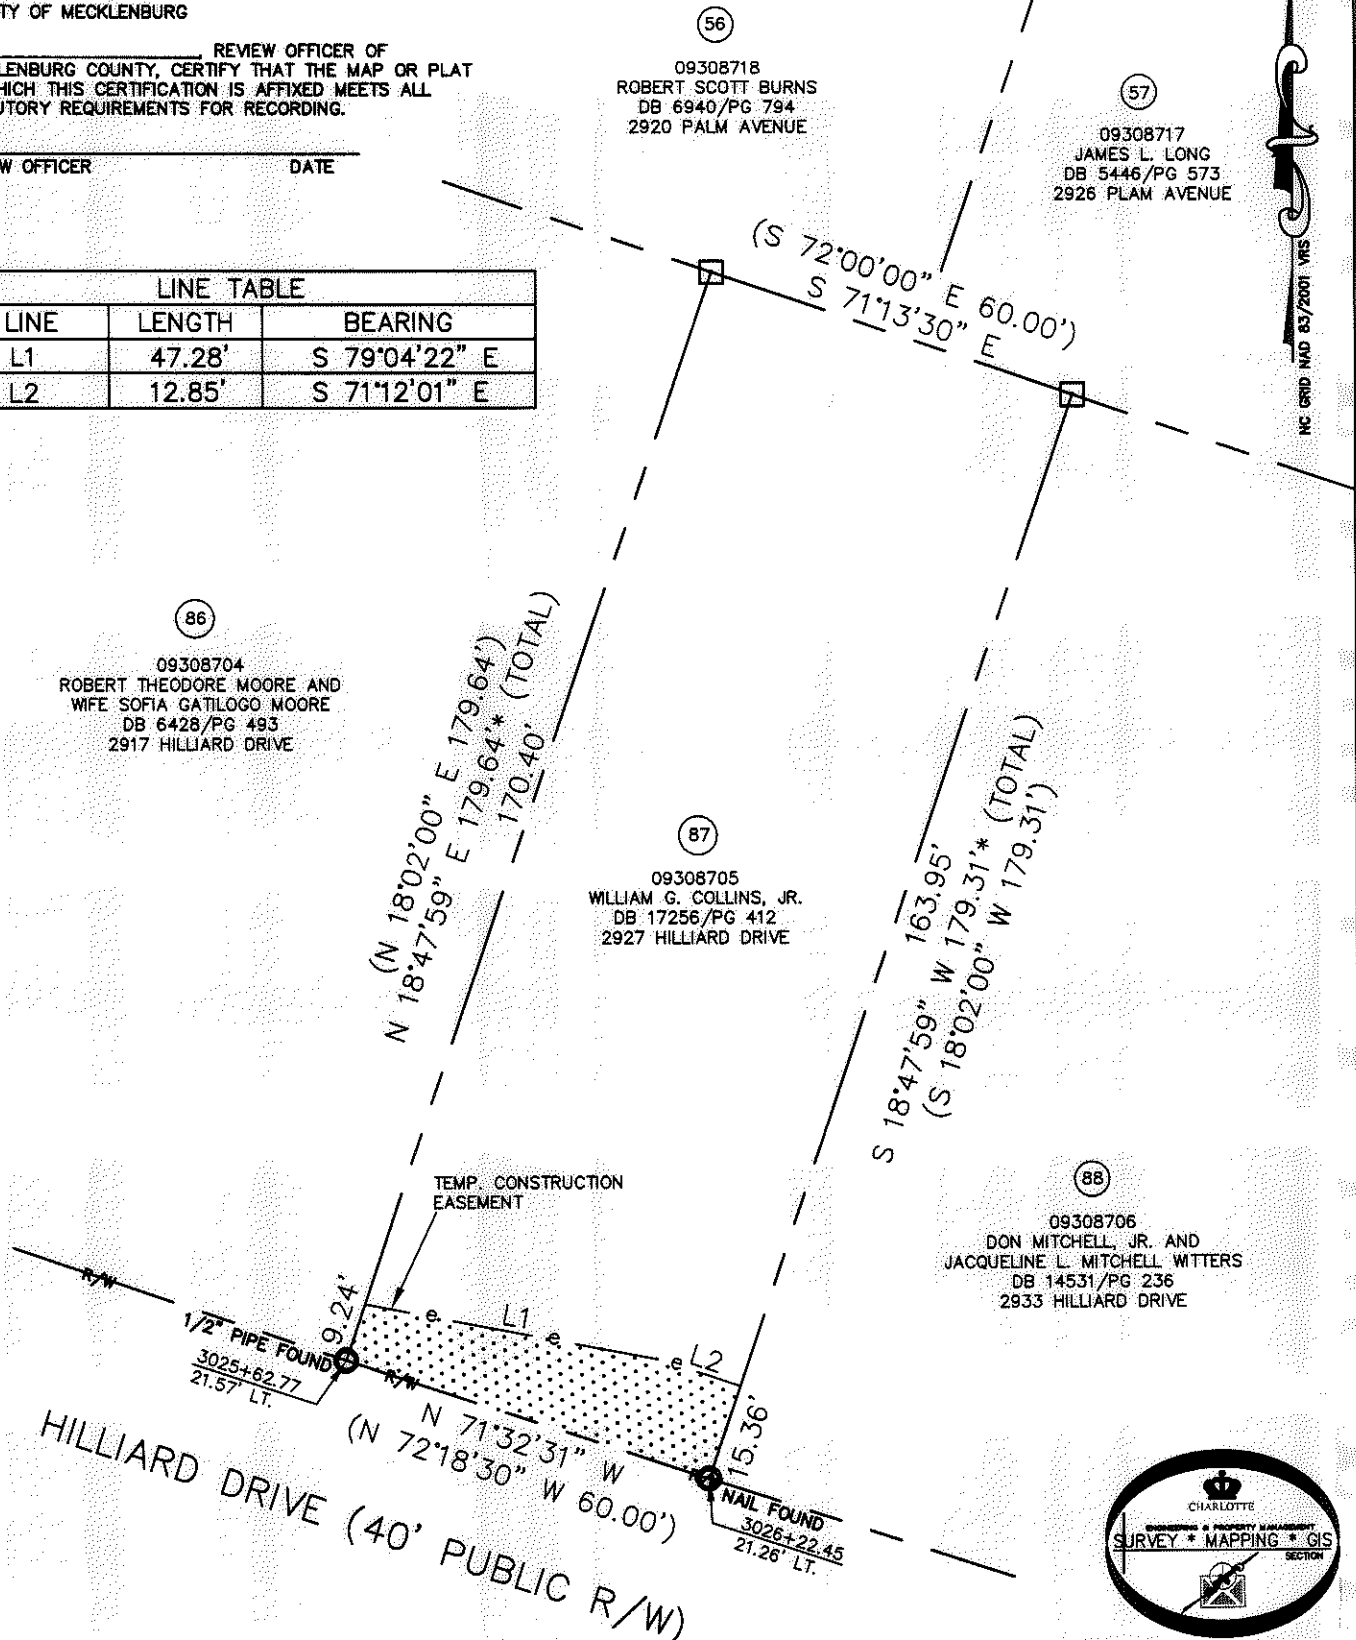 TY OF MECKLENBURG
REVIEW OFFICER OF
LENBURG COUNTY, CERTIFY THAT THE MAP OR PLAT
HICH THIS CERTIFICATION IS AFFIXED MEETS ALL
UTORY REQUIREMENTS FOR RECORDING.
W OFFICER DATE
56
09308718
ROBERT SCOTT BURNS
DB 6940/PG 794
2920 PALM AVENUE
57
09308717
JAMES L. LONG
DB 5446/PG 573
2926 PLAM AVENUE
NC GRID NAD 83/2001 VRS
LINE TABLE
LINE LENGTH BEARING
L1 47.28' S 79°04'22" E
L2 12.85' S 71°12'01" E
(S 72°00'00" E 60.00')
S 71°13'30" E
86
09308704
ROBERT THEODORE MOORE AND
WIFE SOFIA GATILOGO MOORE
DB 6428/PG 493
2917 HILLIARD DRIVE
(N 18°02'00" E 179.64')
N 18°47'59" E 179.64'* (TOTAL)
170.40'
87
09308705
WILLIAM G. COLLINS, JR.
DB 17256/PG 412
2927 HILLIARD DRIVE
163.95'
S 18°47'59" W 179.31'* (TOTAL)
(S 18°02'00" W 179.31')
88
09308706
DON MITCHELL, JR. AND
JACQUELINE L. MITCHELL WITTERS
DB 14531/PG 236
2933 HILLIARD DRIVE
TEMP. CONSTRUCTION
EASEMENT
R/W
9.24'
e L1 e e L2
1/2" PIPE FOUND
3025+62.77
21.57' LT.
R/W
N 71°32'31" W
(N 72°18'30" W 60.00')
15.36'
R/W
NAIL FOUND
3026+22.45
21.26' LT.
HILLIARD DRIVE (40' PUBLIC R/W)
CHARLOTTE
ENGINEERING & PROPERTY MANAGEMENT
SURVEY * MAPPING * GIS
SECTION